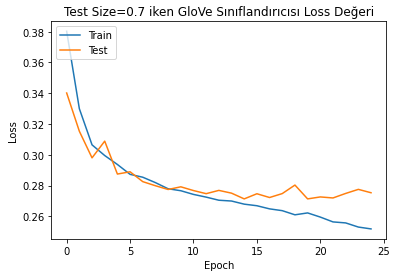 Test Size=0.7 iken GloVe Sınıflandırıcısı Loss Değeri
Train
Test
0.38
0.36
0.34
0.32
0.30
0.28
0.26
Loss
0
5
10
15
20
25
Epoch